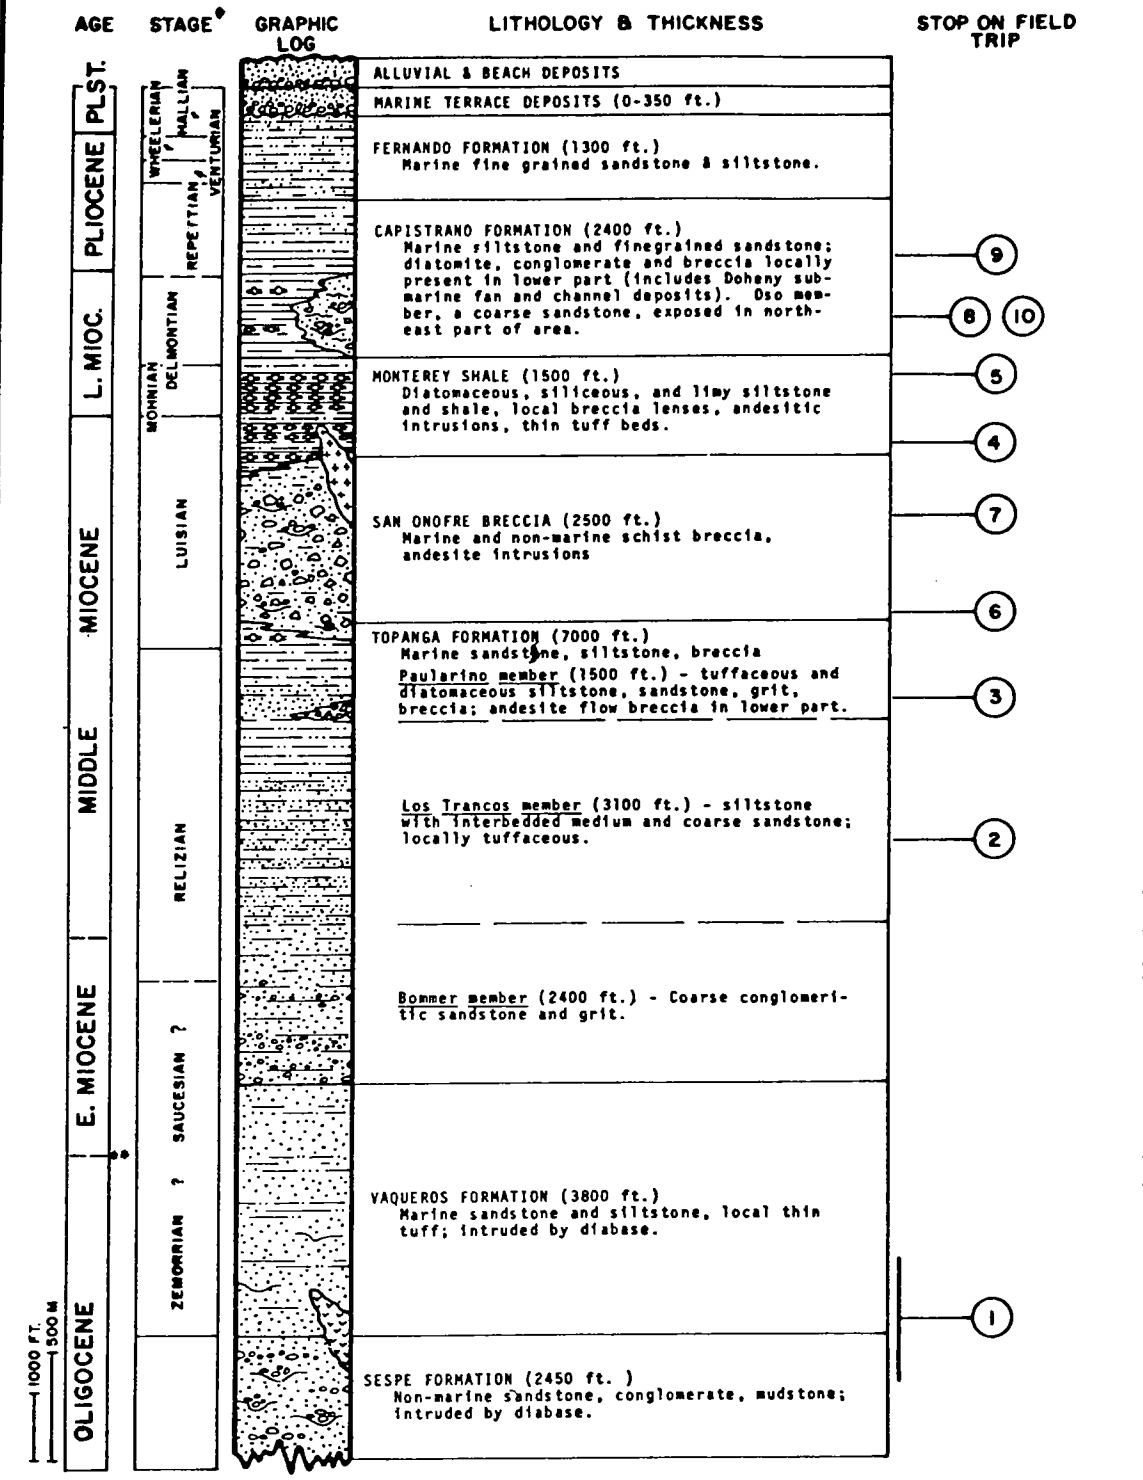 AGE STAGE* GRAPHIC LOG LITHOLOGY & THICKNESS STOP ON FIELD TRIP
PLST.
PLIOCENE
L. MIOC.
MIDDLE MIOCENE
E. MIOCENE
**
OLIGOCENE
WHEELERIAN
HALLIAN
VENTURIAN
REPETTIAN
DELMONTIAN
MOHNIAN
LUISIAN
RELIZIAN
SAUCESIAN ?
ZEMORRIAN ?
ALLUVIAL & BEACH DEPOSITS
MARINE TERRACE DEPOSITS (0-350 ft.)
FERNANDO FORMATION (1300 ft.)
Marine fine grained sandstone & siltstone.
CAPISTRANO FORMATION (2400 ft.)
Marine siltstone and finegrained sandstone;
diatomite, conglomerate and breccia locally
present in lower part (includes Doheny sub-
marine fan and channel deposits). Oso mem-
ber, a coarse sandstone, exposed in north-
east part of area.
9
8 10
MONTEREY SHALE (1500 ft.)
Diatomaceous, siliceous, and limy siltstone
and shale, local breccia lenses, andesitic
intrusions, thin tuff beds.
5
4
SAN ONOFRE BRECCIA (2500 ft.)
Marine and non-marine schist breccia,
andesite intrusions
7
6
TOPANGA FORMATION (7000 ft.)
Marine sandstone, siltstone, breccia
Paularino member (1500 ft.) - tuffaceous and
diatomaceous siltstone, sandstone, grit,
breccia; andesite flow breccia in lower part.
3
Los Trancos member (3100 ft.) - siltstone
with interbedded medium and coarse sandstone;
locally tuffaceous.
2
Bommer member (2400 ft.) - Coarse conglomeri-
tic sandstone and grit.
VAQUEROS FORMATION (3800 ft.)
Marine sandstone and siltstone, local thin
tuff; intruded by diabase.
1
SESPE FORMATION (2450 ft. )
Non-marine sandstone, conglomerate, mudstone;
intruded by diabase.
1000 FT.
500 M